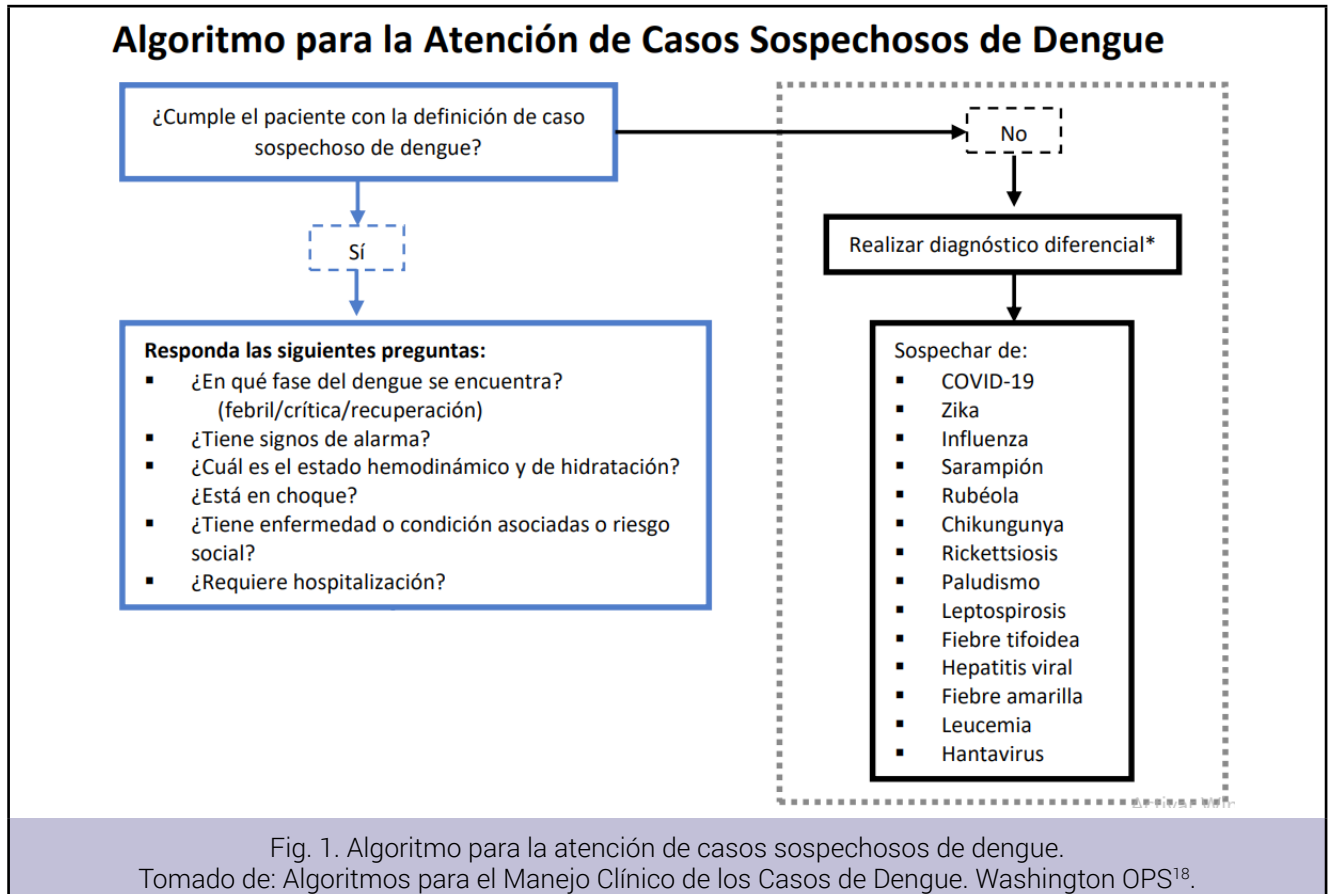 Algoritmo para la Atención de Casos Sospechosos de Dengue
¿Cumple el paciente con la definición de caso
sospechoso de dengue?
No
Sí
Realizar diagnóstico diferencial*
Responda las siguientes preguntas:
▪ ¿En qué fase del dengue se encuentra?
(febril/crítica/recuperación)
▪ ¿Tiene signos de alarma?
▪ ¿Cuál es el estado hemodinámico y de hidratación?
¿Está en choque?
▪ ¿Tiene enfermedad o condición asociadas o riesgo
social?
▪ ¿Requiere hospitalización?
Sospechar de:
▪ COVID-19
▪ Zika
▪ Influenza
▪ Sarampión
▪ Rubéola
▪ Chikungunya
▪ Rickettsiosis
▪ Paludismo
▪ Leptospirosis
▪ Fiebre tifoidea
▪ Hepatitis viral
▪ Fiebre amarilla
▪ Leucemia
▪ Hantavirus
Fig. 1. Algoritmo para la atención de casos sospechosos de dengue.
Tomado de: Algoritmos para el Manejo Clínico de los Casos de Dengue. Washington OPS¹⁸.